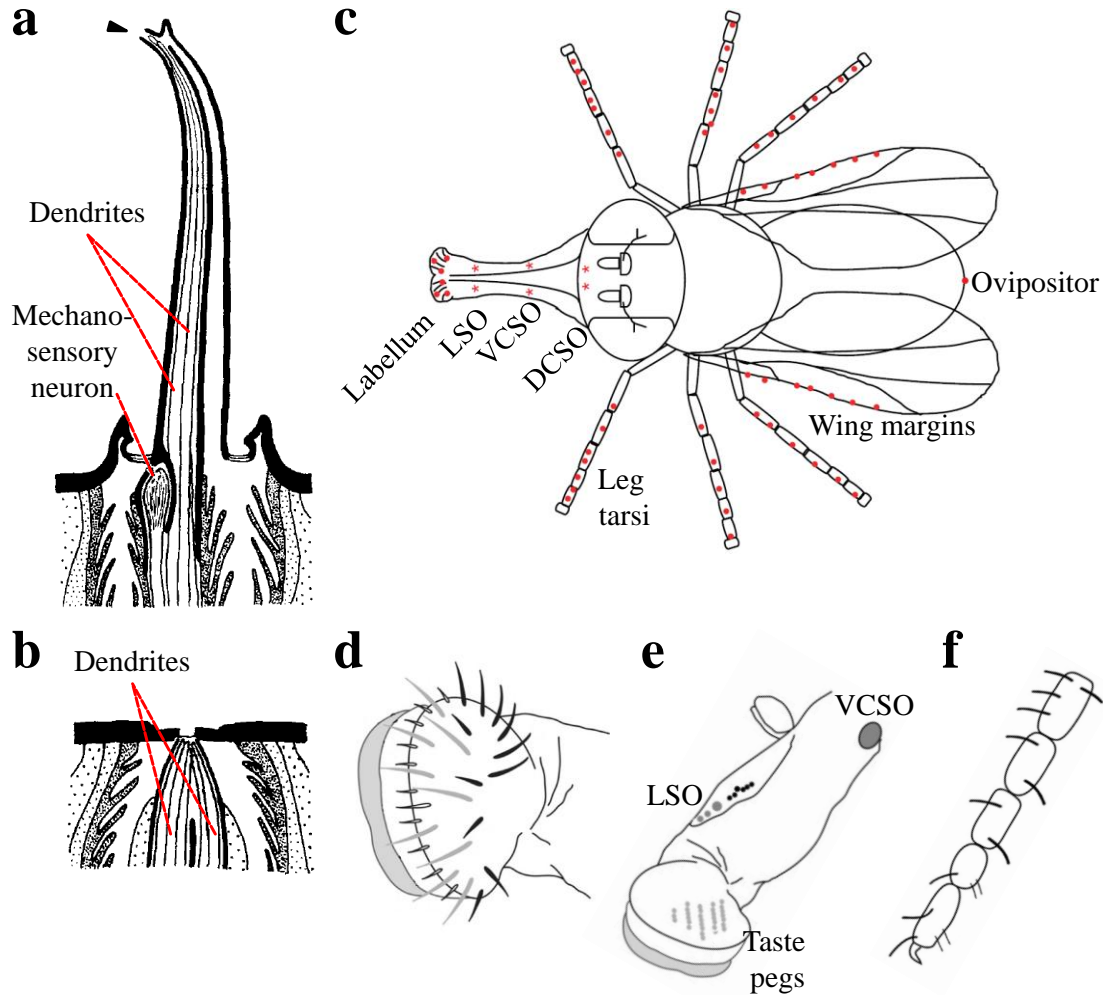 a
Dendrites
Mechano-
sensory
neuron
b
Dendrites
c
Labellum
LSO
VCSO
DCSO
Ovipositor
Wing margins
Leg
tarsi
d
e
VCSO
LSO
Taste
pegs
f